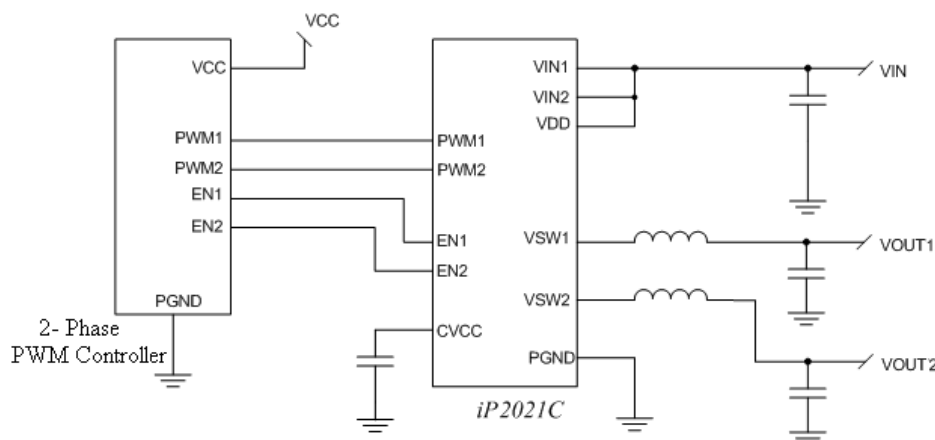 VCC
VCC
PWM1
PWM2
EN1
EN2
PGND
2- Phase
PWM Controller
PWM1
PWM2
EN1
EN2
CVCC
VIN1
VIN2
VDD
VSW1
VSW2
PGND
iP2021C
VIN
VOUT1
VOUT2